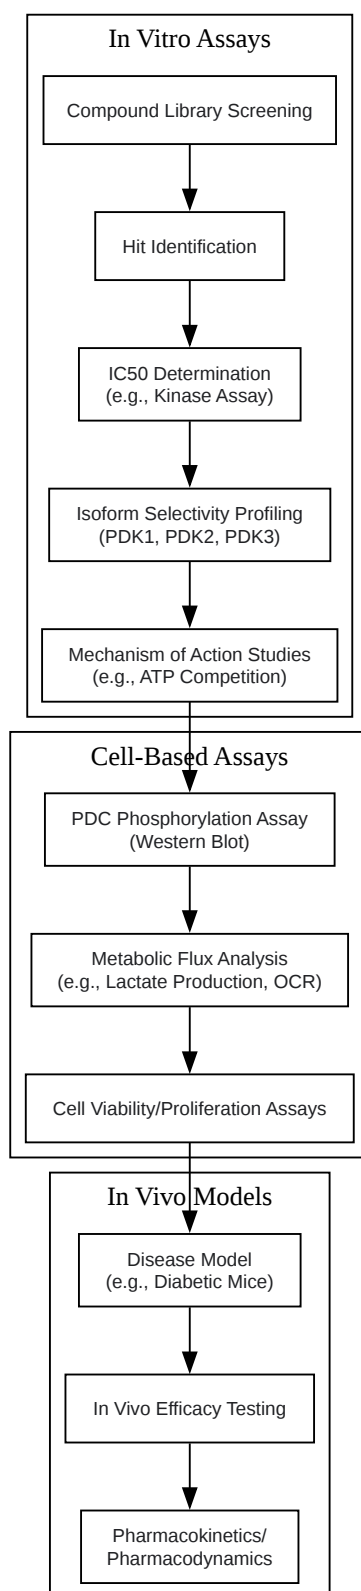 In Vitro Assays
Compound Library Screening
Hit Identification
IC50 Determination
(e.g., Kinase Assay)
Isoform Selectivity Profiling
(PDK1, PDK2, PDK3)
Mechanism of Action Studies
(e.g., ATP Competition)
Cell-Based Assays
PDC Phosphorylation Assay
(Western Blot)
Metabolic Flux Analysis
(e.g., Lactate Production, OCR)
Cell Viability/Proliferation Assays
In Vivo Models
Disease Model
(e.g., Diabetic Mice)
In Vivo Efficacy Testing
Pharmacokinetics/
Pharmacodynamics